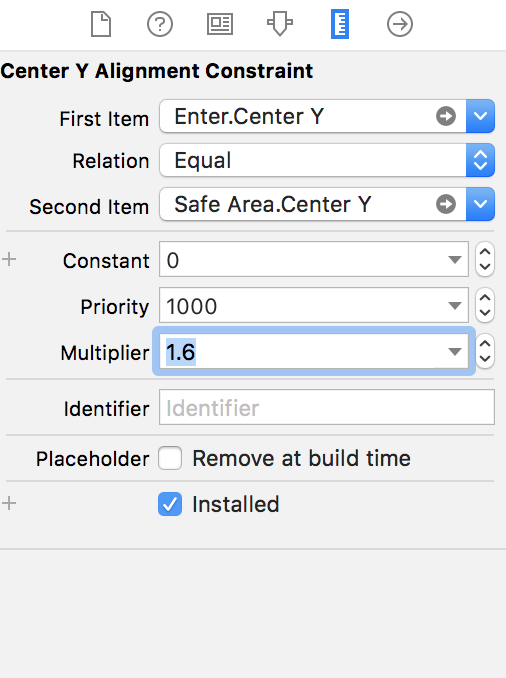 Center Y Alignment Constraint
First Item Enter.Center Y
Relation Equal
Second Item Safe Area.Center Y
Constant 0
Priority 1000
Multiplier 1.6
Identifier Identifier
Placeholder Remove at build time
Installed